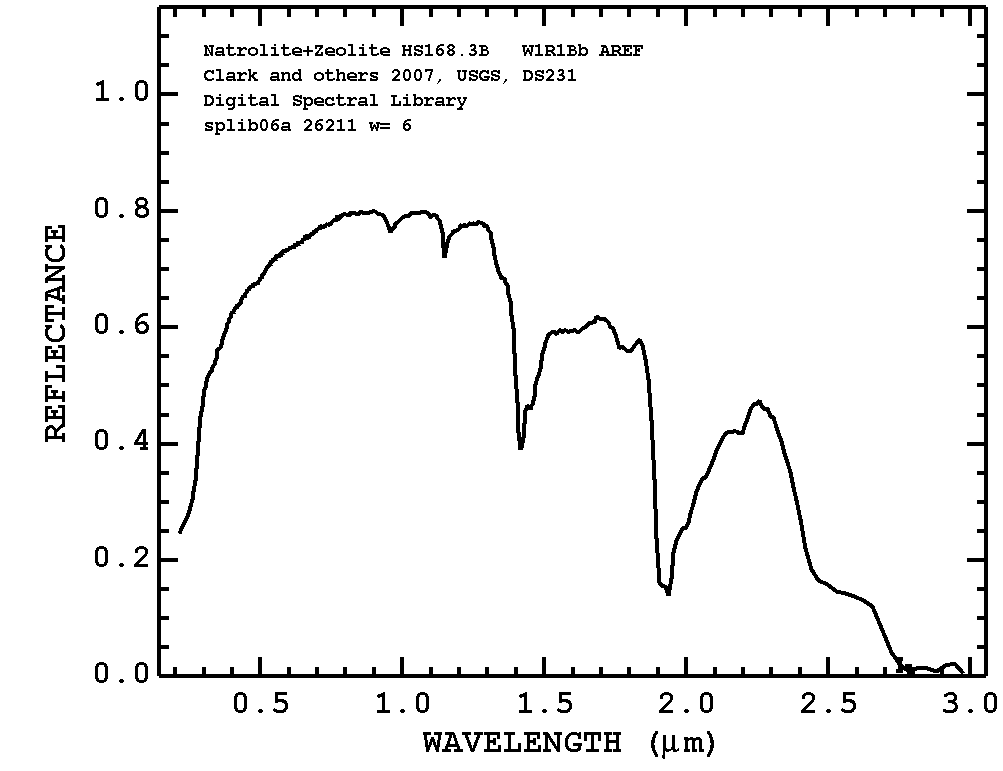 Natrolite+Zeolite HS168.3B W1R1Bb AREF
Clark and others 2007, USGS, DS231
Digital Spectral Library
splib06a 26211 w= 6
1.0
0.8
0.6
0.4
0.2
0.0
REFLECTANCE
0.5 1.0 1.5 2.0 2.5 3.0
WAVELENGTH (μm)